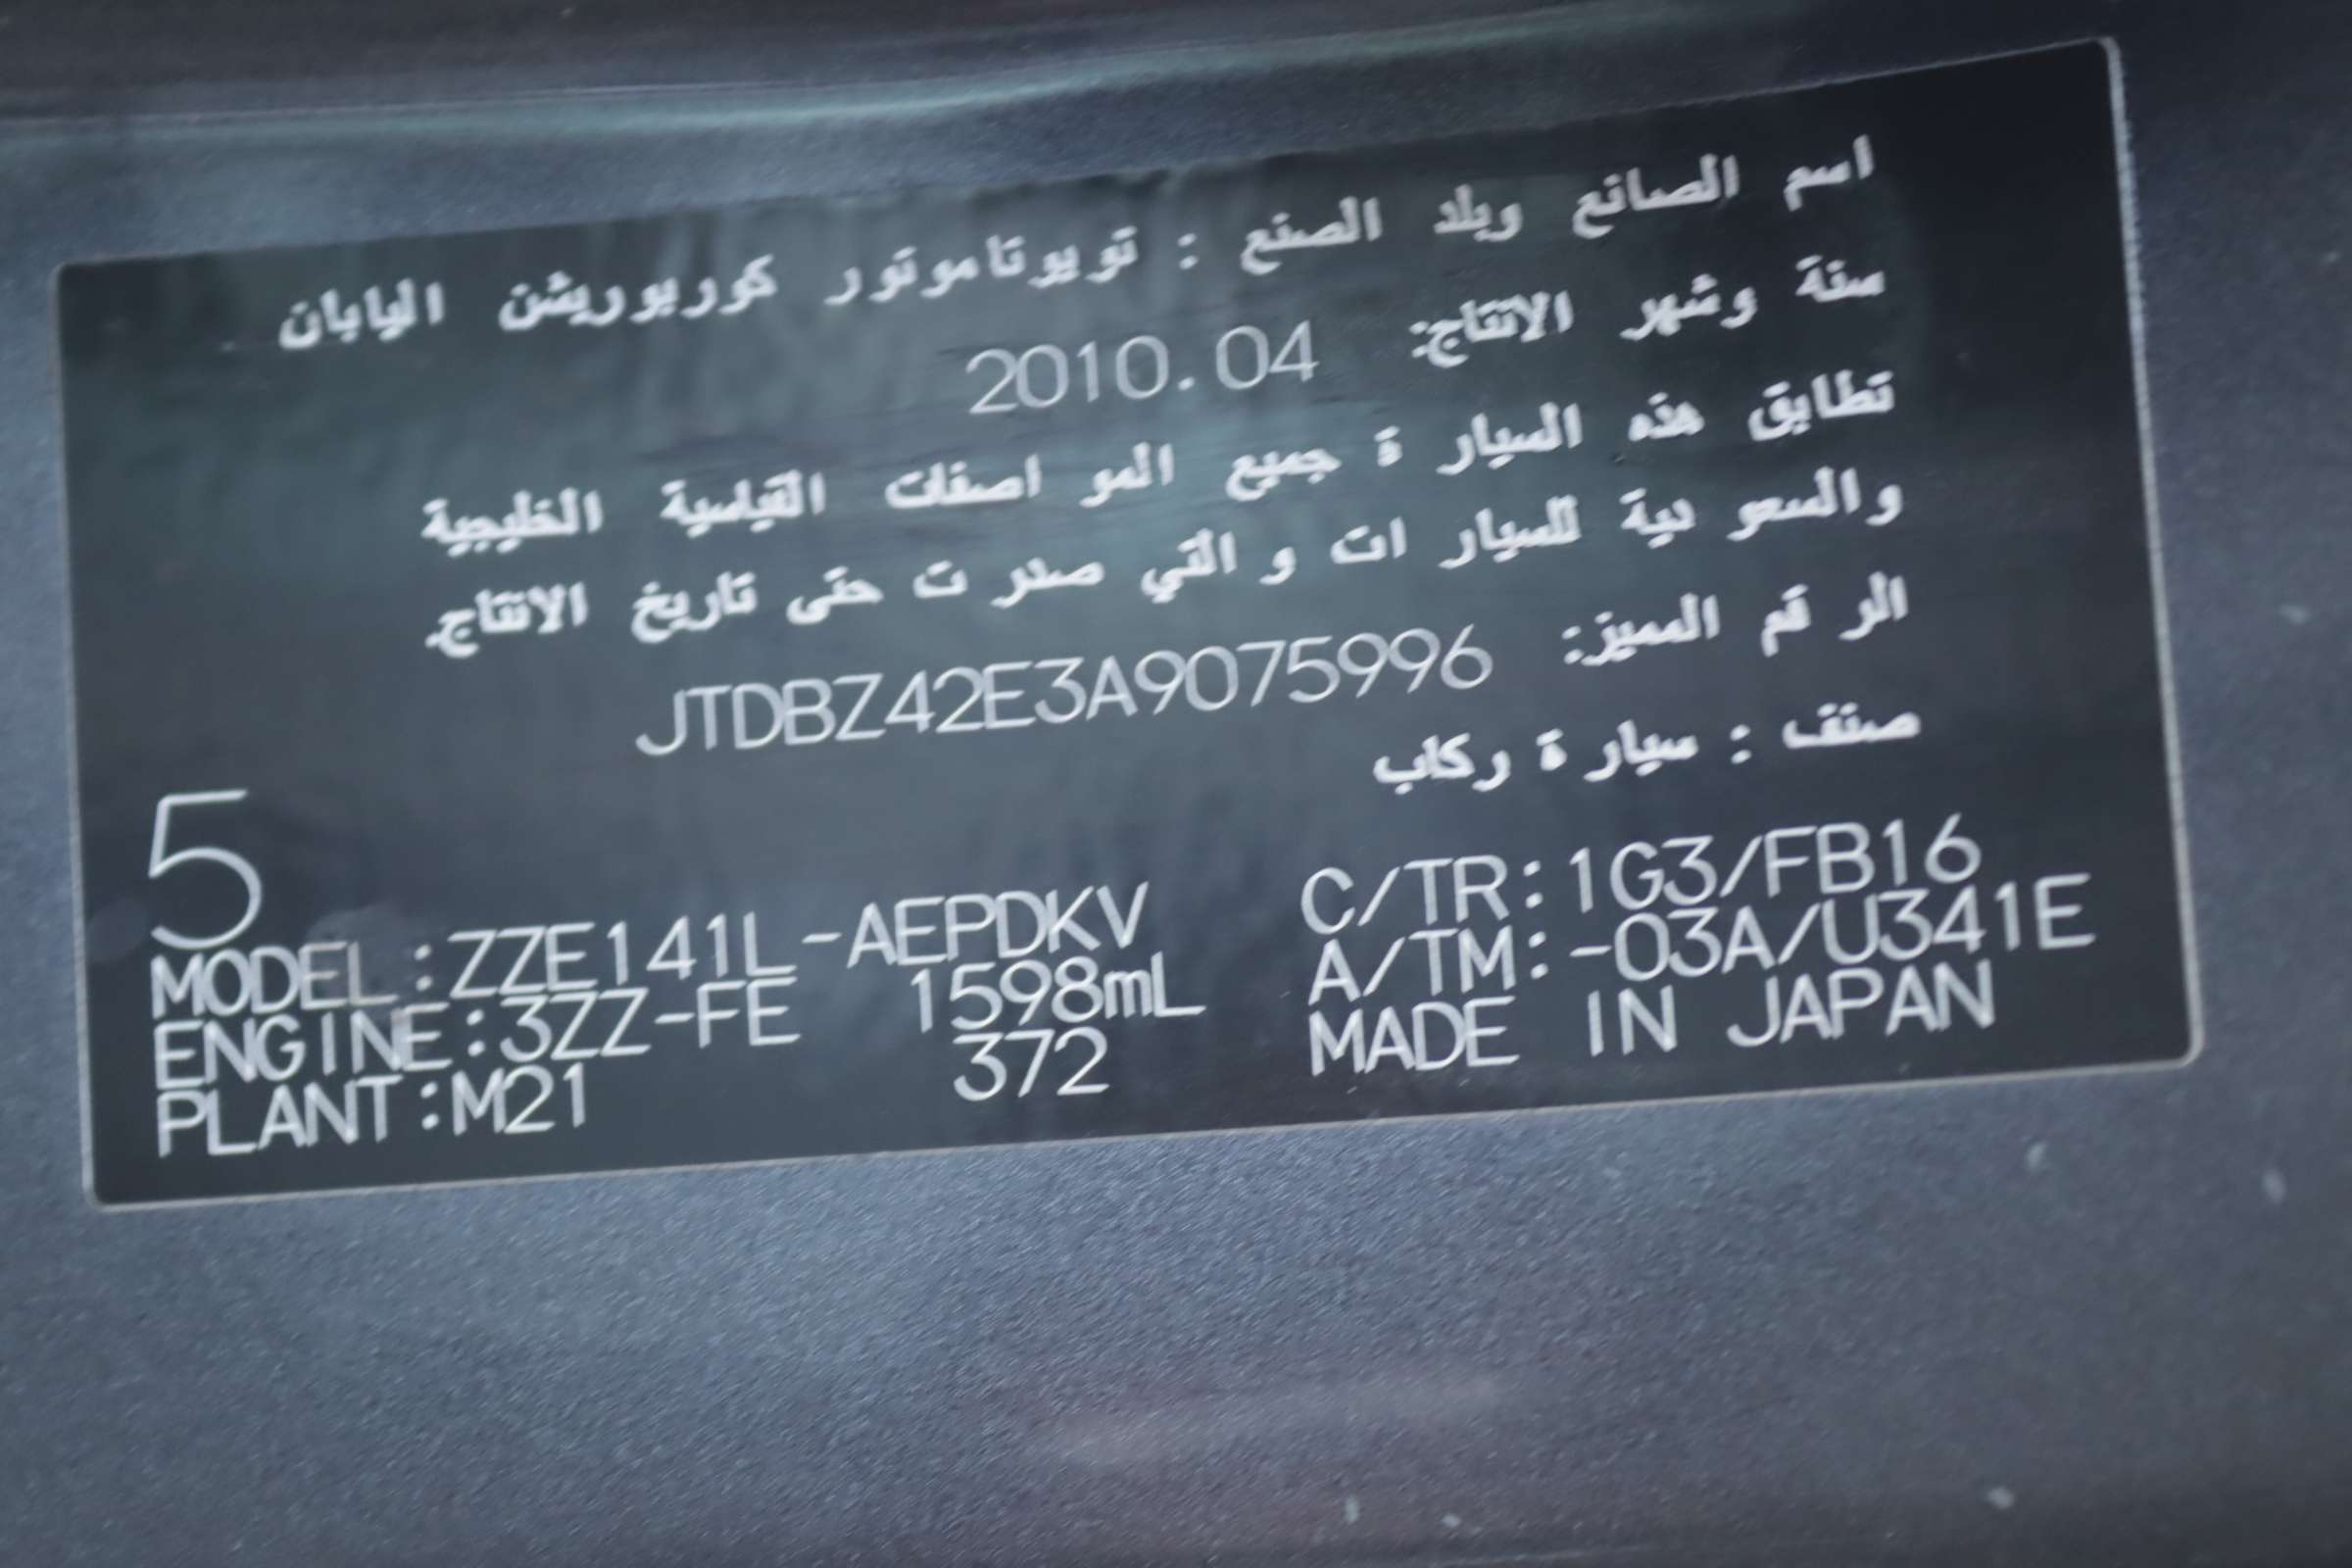 اسم الصانع وبلد الصنع : تويوتاموتور كوربوريشن اليابان
سنة وشهر الانتاج: 2010.04
تطابق هذه السيار ة جميع المو اصفات القياسية الخليجية
والسعو دية للسيار ات و التي صدر ت حتى تاريخ الانتاج.
الر قم المميز: JTDBZ42E3A9075996
صنف : سيار ة ركاب
5
MODEL:ZZE141L-AEPDKV C/TR:1G3/FB16
ENGINE:3ZZ-FE 1598mL A/TM:-03A/U341E
PLANT:M21 372 MADE IN JAPAN